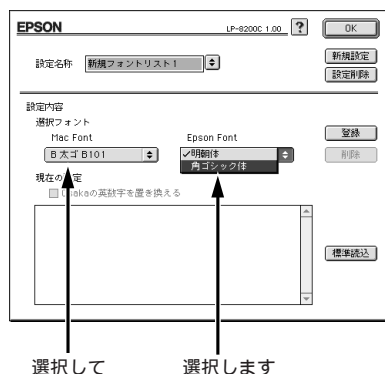 EPSON
LP-8200C 1.00
?
OK
設定名称 新規フォントリスト1
新規設定
設定削除
設定内容
選択フォント
Mac Font
Epson Font
登録
B 太ゴ B101
✓明朝体
角ゴシック体
削除
現在の 定
kaの英数字を置き換える
標準読込
選択して
選択します